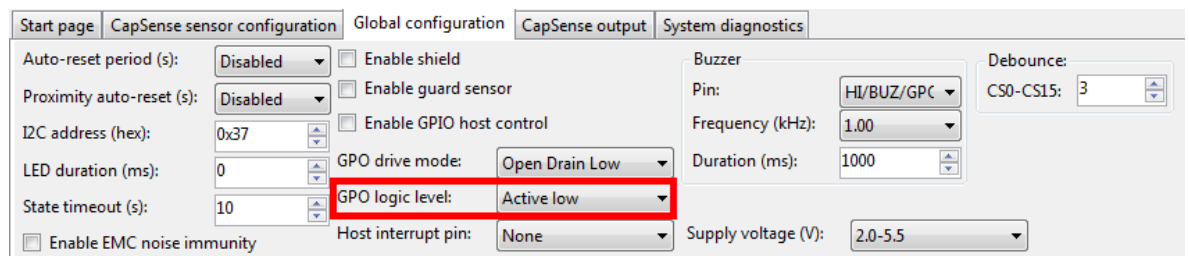 Start page CapSense sensor configuration Global configuration CapSense output System diagnostics
Auto-reset period (s): Disabled
Proximity auto-reset (s): Disabled
I2C address (hex): 0x37
LED duration (ms): 0
State timeout (s): 10
Enable EMC noise immunity
Enable shield
Enable guard sensor
Enable GPIO host control
GPO drive mode: Open Drain Low
GPO logic level: Active low
Host interrupt pin: None
Buzzer
Pin: HI/BUZ/GPC
Frequency (kHz): 1.00
Duration (ms): 1000
Supply voltage (V): 2.0-5.5
Debounce:
CS0-CS15: 3